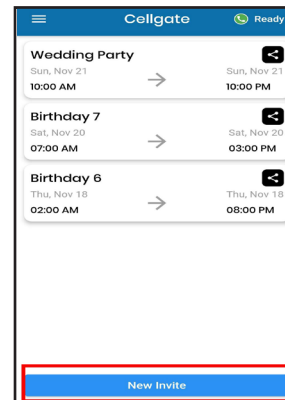 Cellgate Ready
Wedding Party
Sun, Nov 21 Sun, Nov 21
10:00 AM 10:00 PM
Birthday 7
Sat, Nov 20 Sat, Nov 20
07:00 AM 03:00 PM
Birthday 6
Thu, Nov 18 Thu, Nov 18
02:00 AM 08:00 PM
New Invite